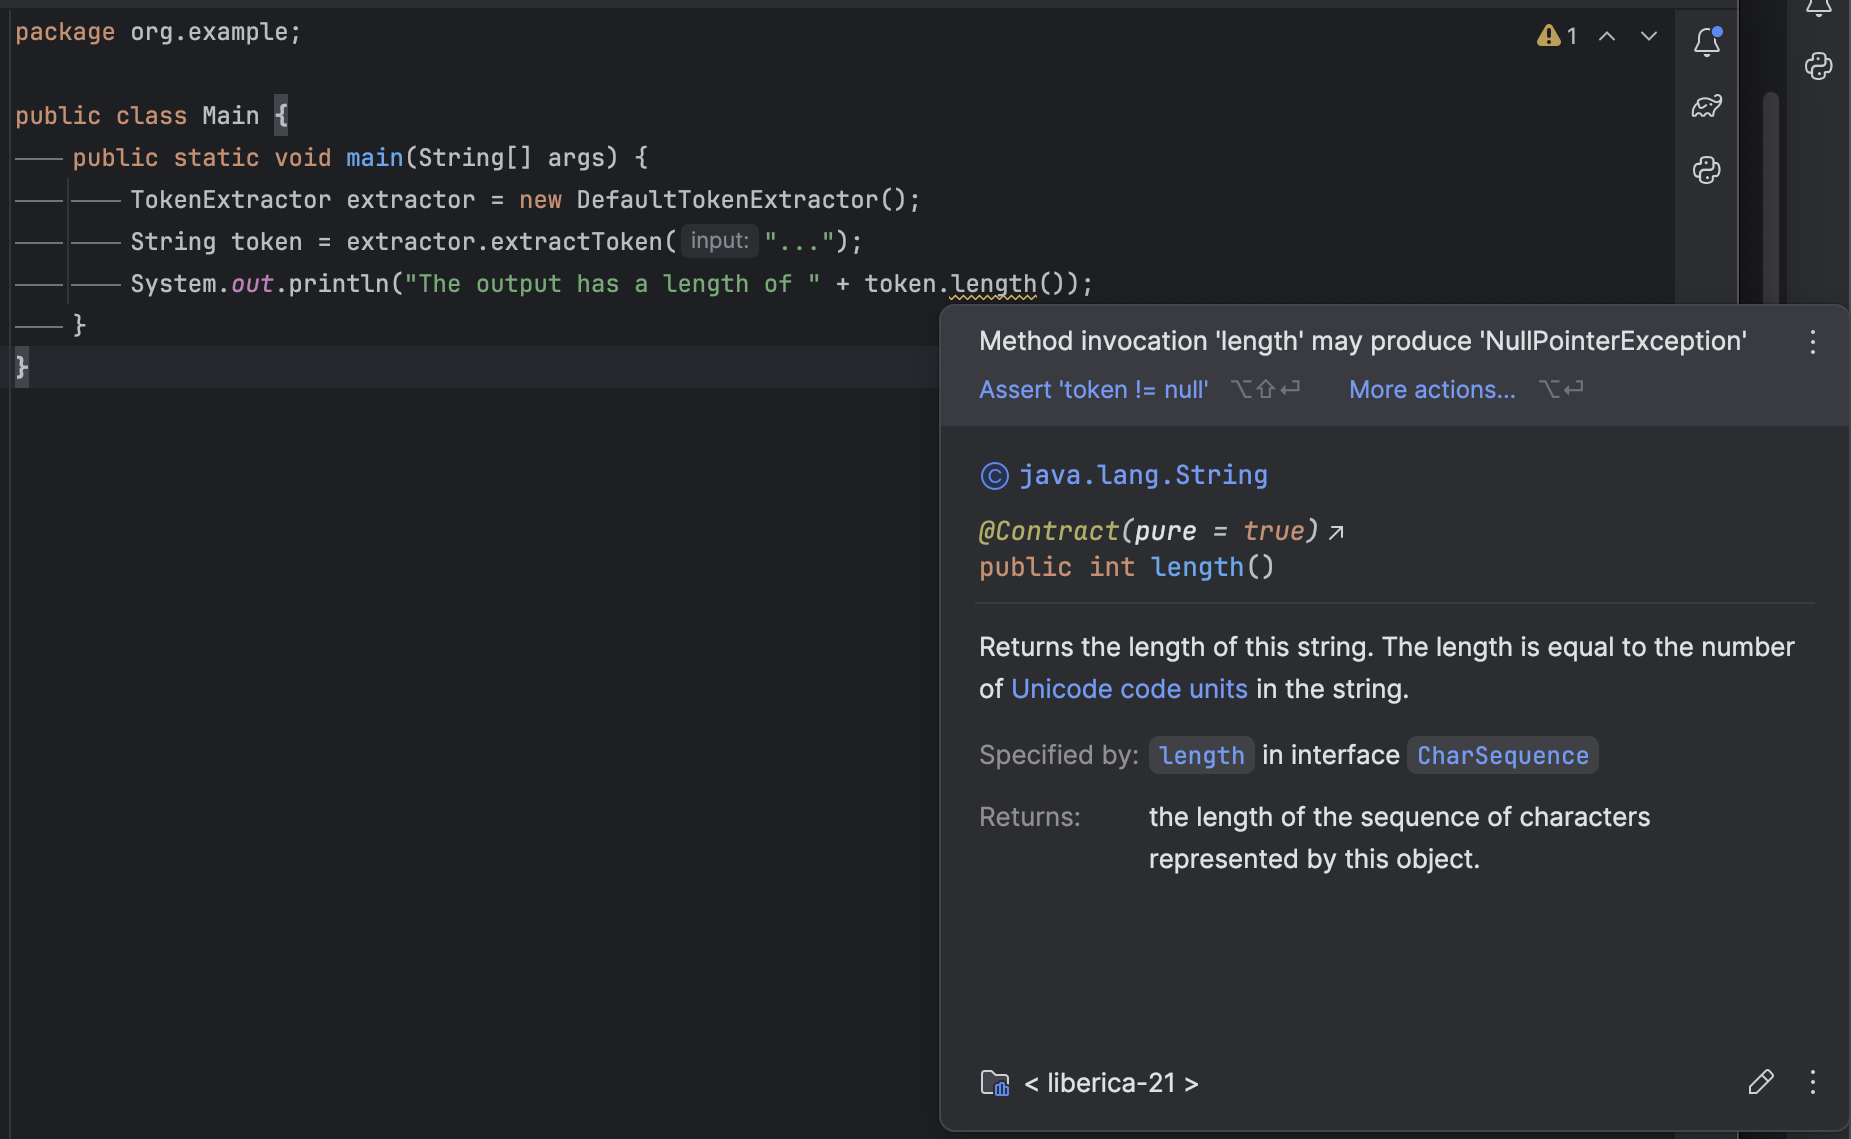 package org.example;
1
public class Main {
public static void main(String[] args) {
TokenExtractor extractor = new DefaultTokenExtractor();
String token = extractor.extractToken( input: "...");
System.out.println("The output has a length of " + token.length());
}
}
Method invocation 'length' may produce 'NullPointerException'
Assert 'token != null' ⌥⇧⏎ More actions... ⌥⏎
© java.lang.String
@Contract(pure = true)↗
public int length()
Returns the length of this string. The length is equal to the number
of Unicode code units in the string.
Specified by: length in interface CharSequence
Returns: the length of the sequence of characters
represented by this object.
< liberica-21 >